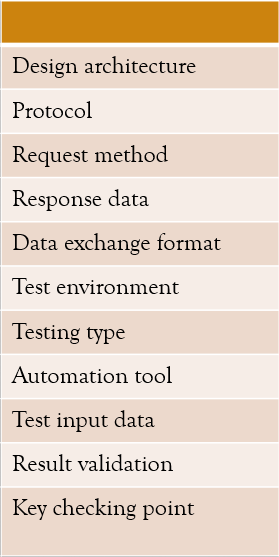 Design architecture
Protocol
Request method
Response data
Data exchange format
Test environment
Testing type
Automation tool
Test input data
Result validation
Key checking point